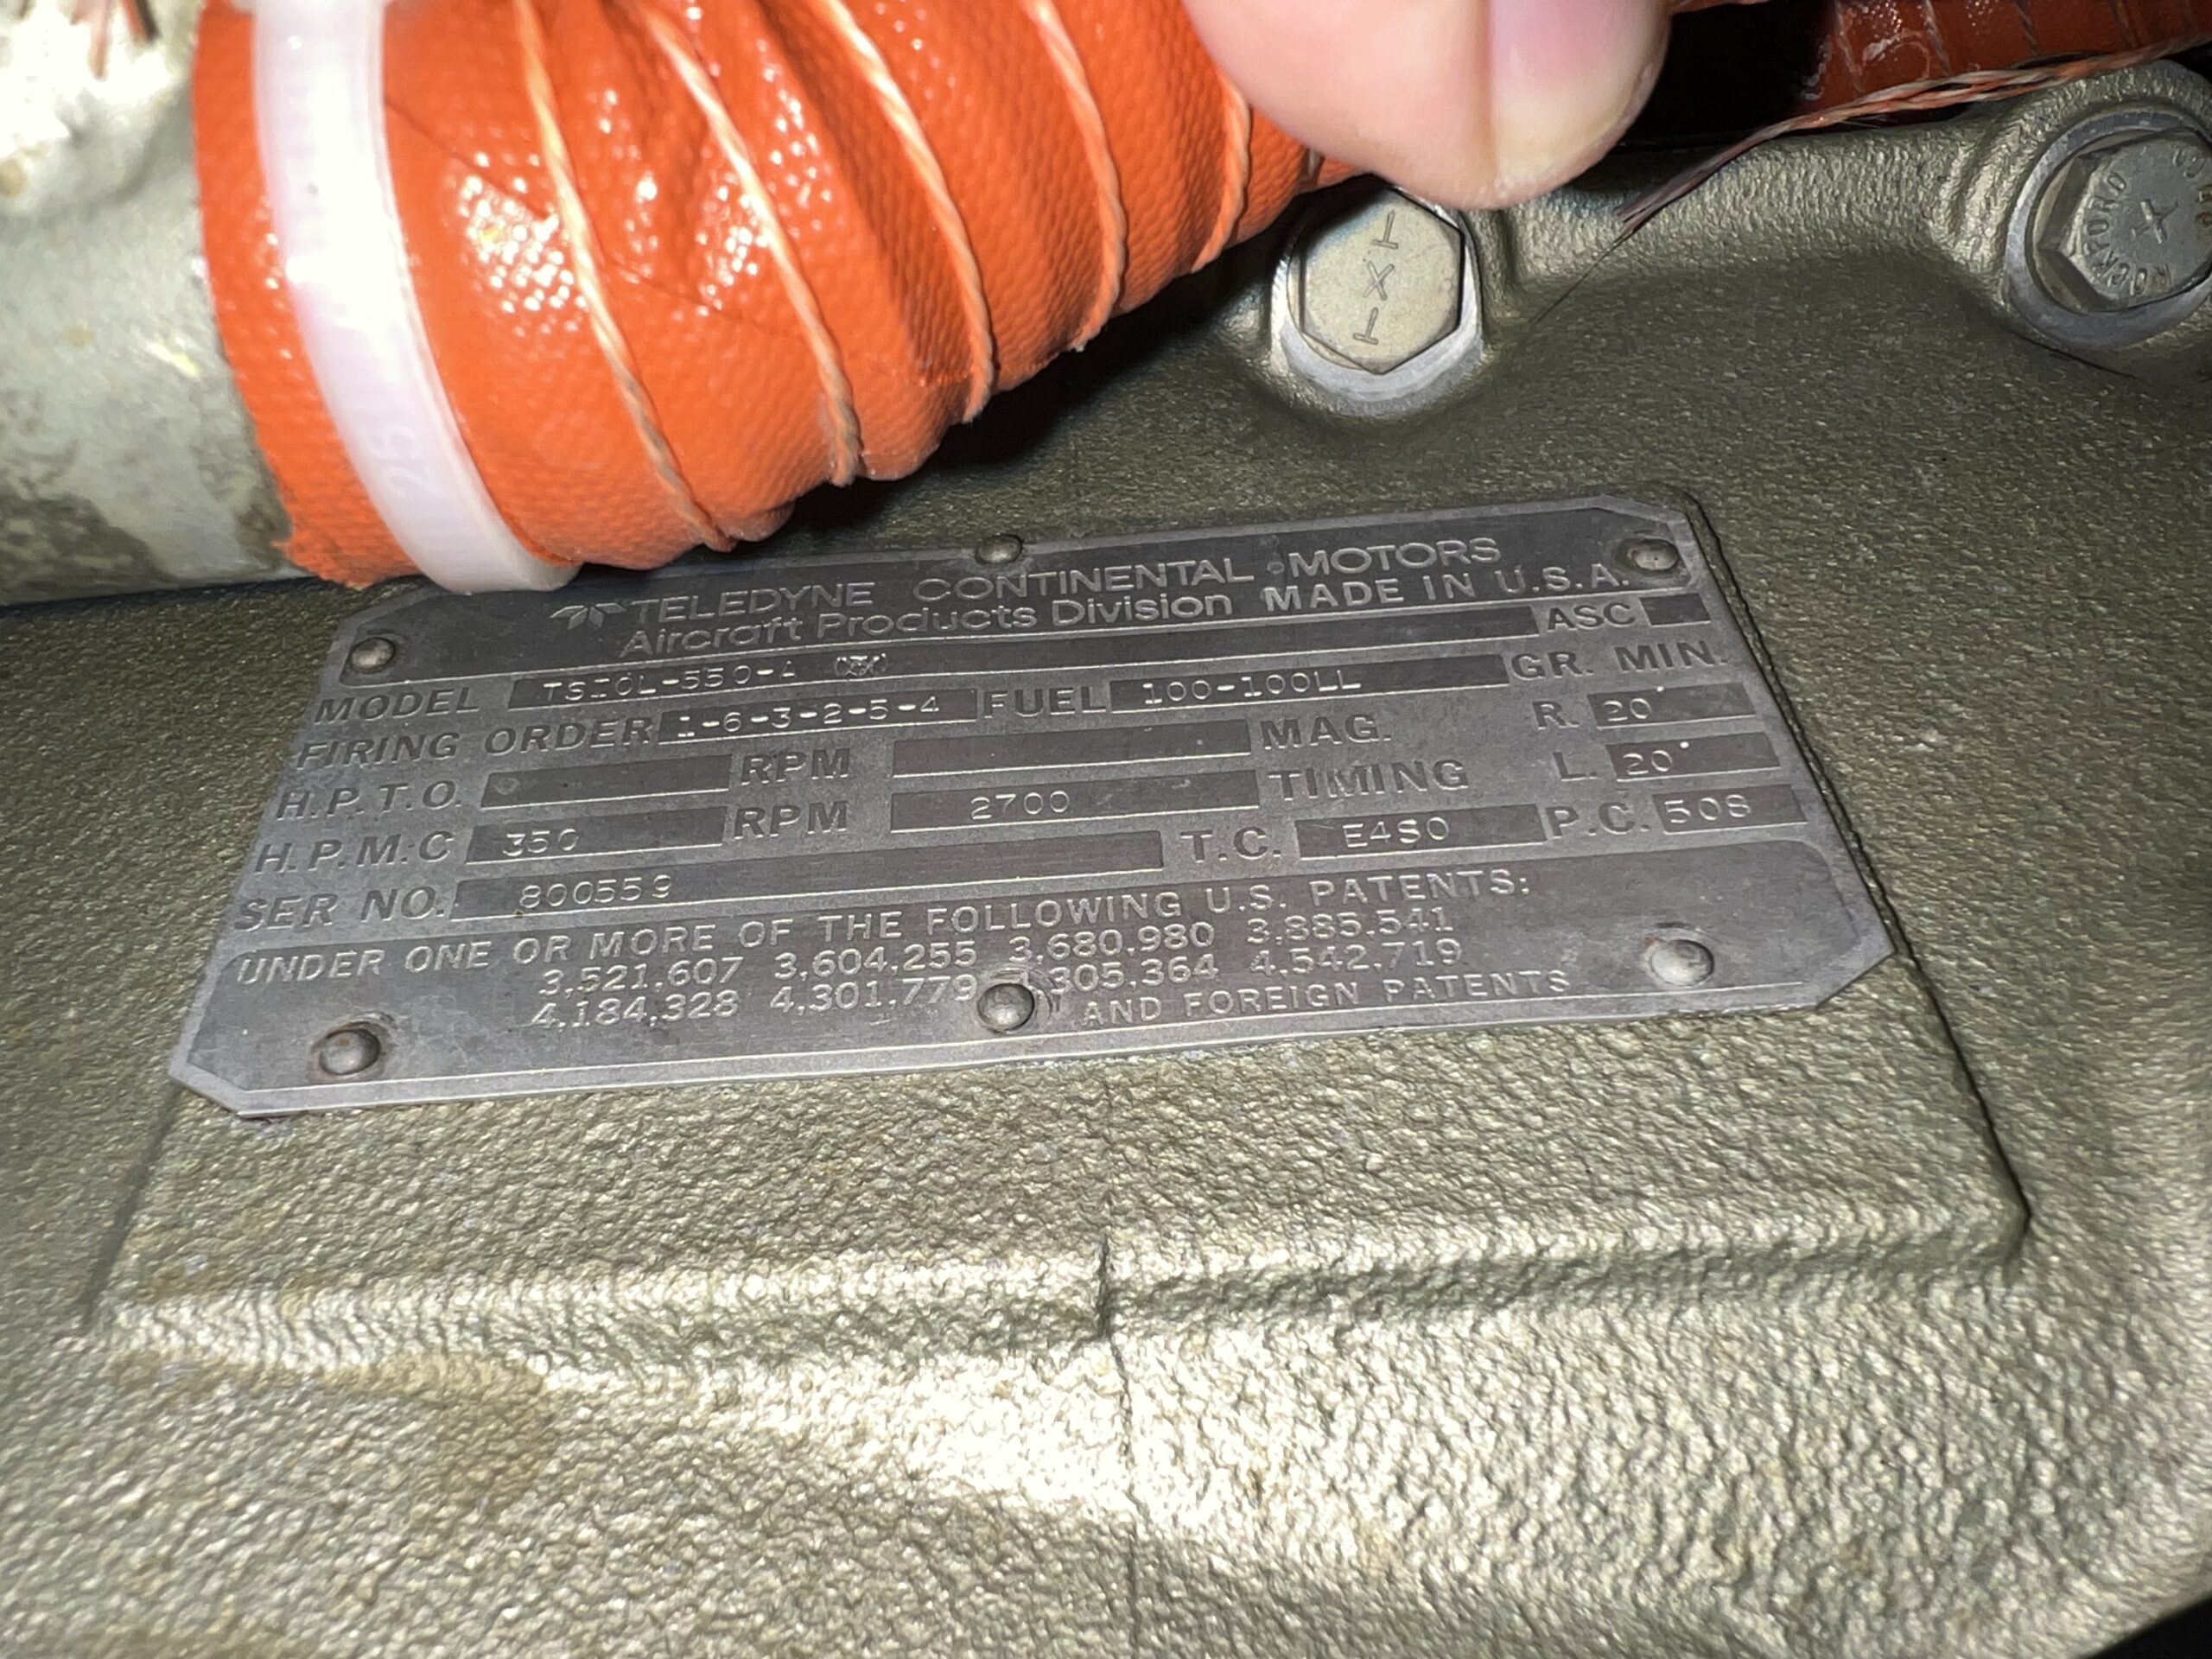 26
T
X
T
ROCKFORD
X
TELEDYNE CONTINENTAL MOTORS
Aircraft Products Division MADE IN U.S.A.
MODEL TSIOL-550-A ASC
FIRING ORDER 1-6-3-2-5-4 FUEL 100-100LL GR. MIN.
H.P.T.O. RPM MAG. R. 20°
H.P.M.C 350 RPM 2700 TIMING L. 20°
SER NO. 800559 T.C. E4SO P.C. 508
UNDER ONE OR MORE OF THE FOLLOWING U.S. PATENTS:
3,521,607 3,604,255 3,680,980 3,885,541
4,184,328 4,301,779 ,305,364 4,542,719
AND FOREIGN PATENTS